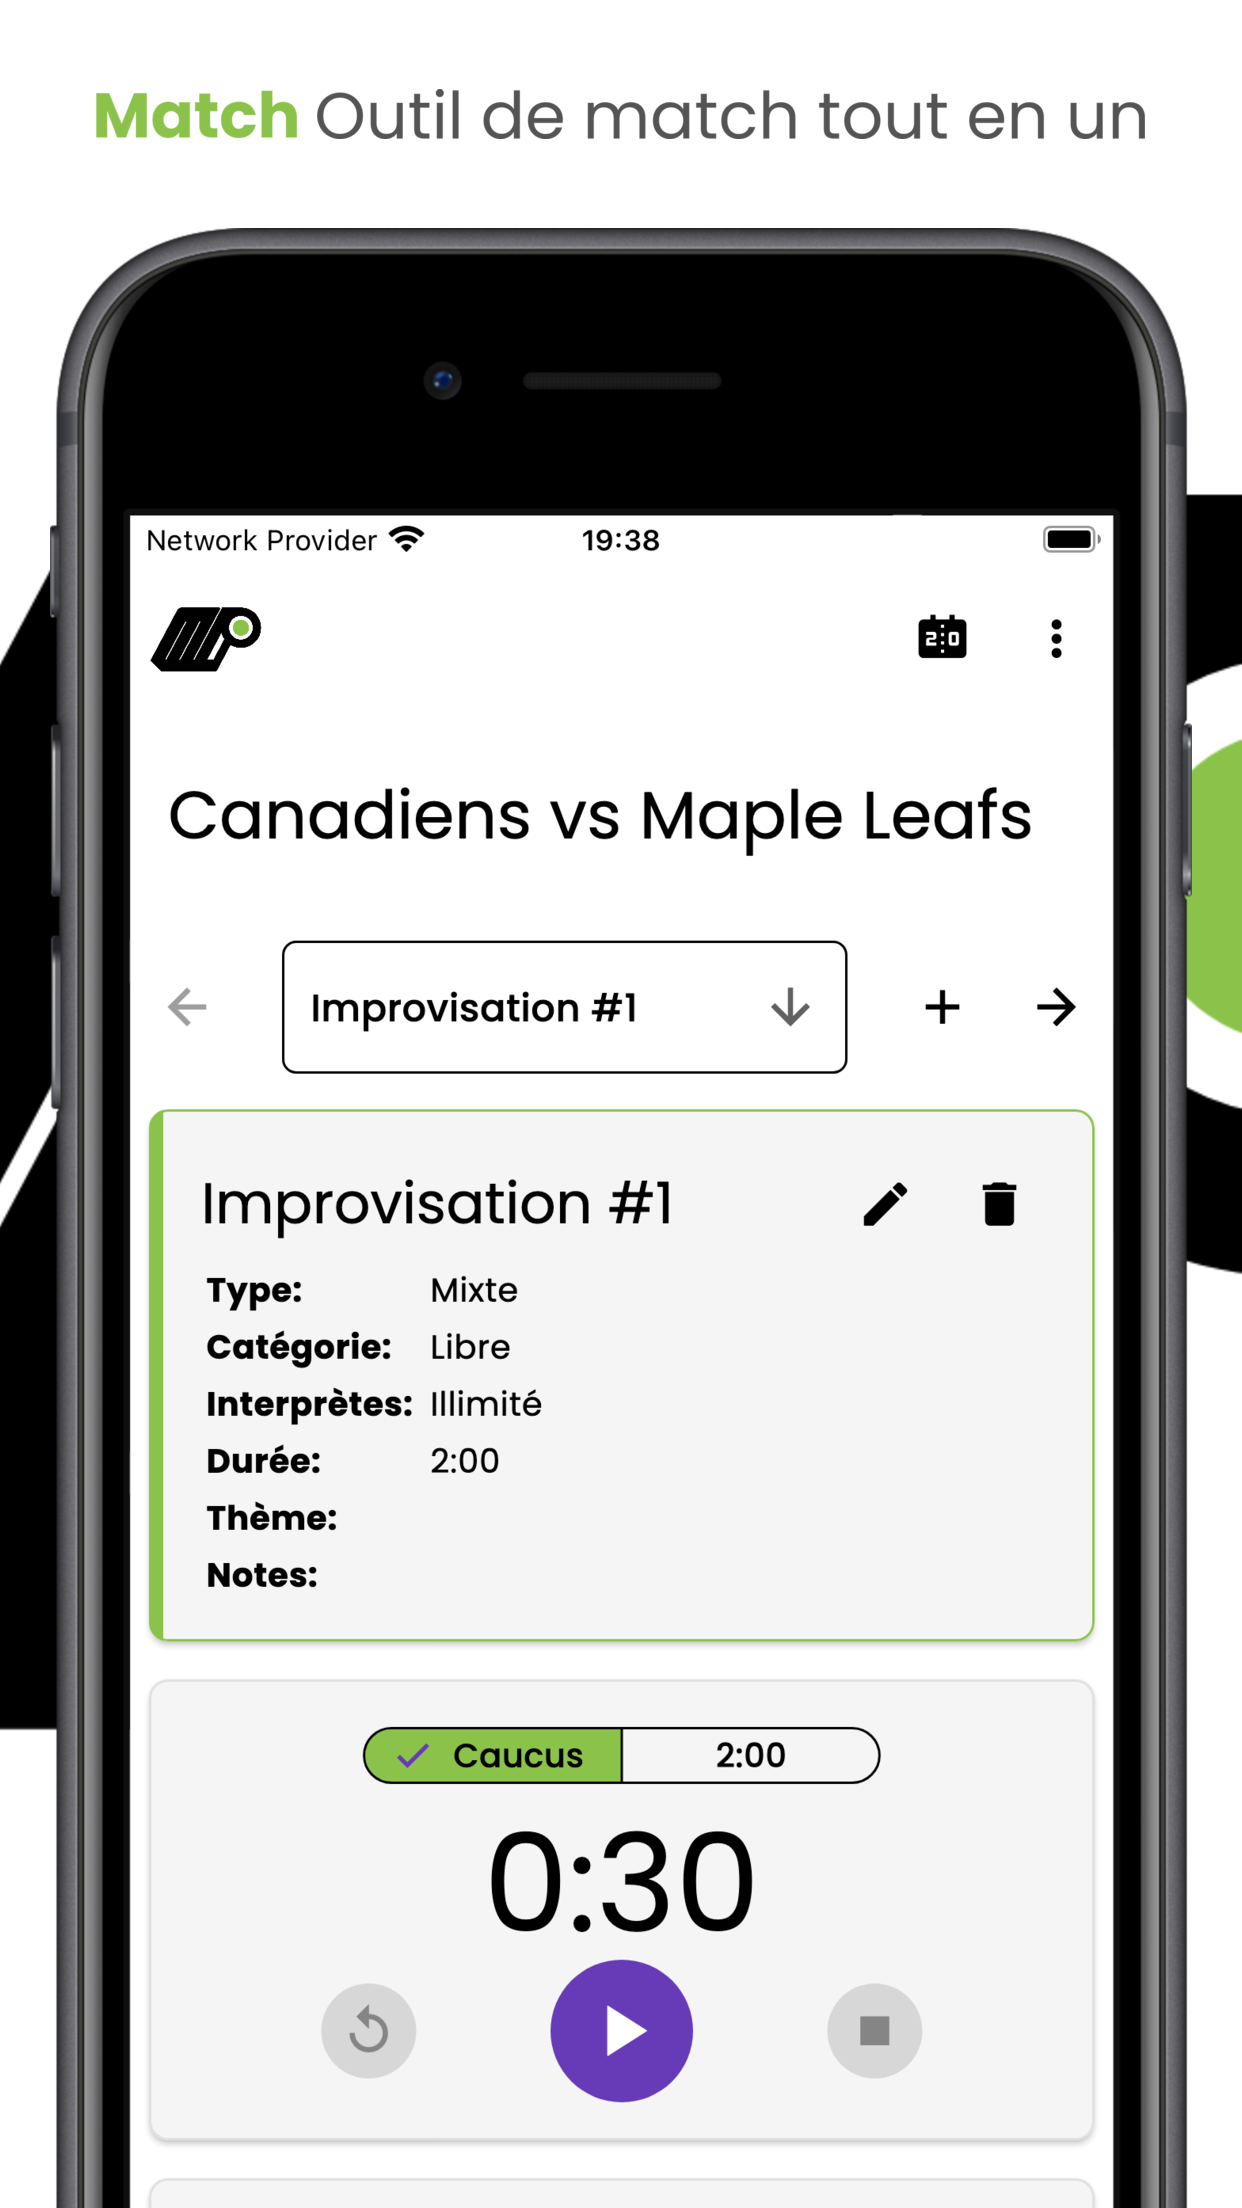 Match Outil de match tout en un
Network Provider 19:38
2:0
Canadiens vs Maple Leafs
Improvisation #1
Improvisation #1
Type: Mixte
Catégorie: Libre
Interprètes: Illimité
Durée: 2:00
Thème:
Notes:
Caucus 2:00
0:30